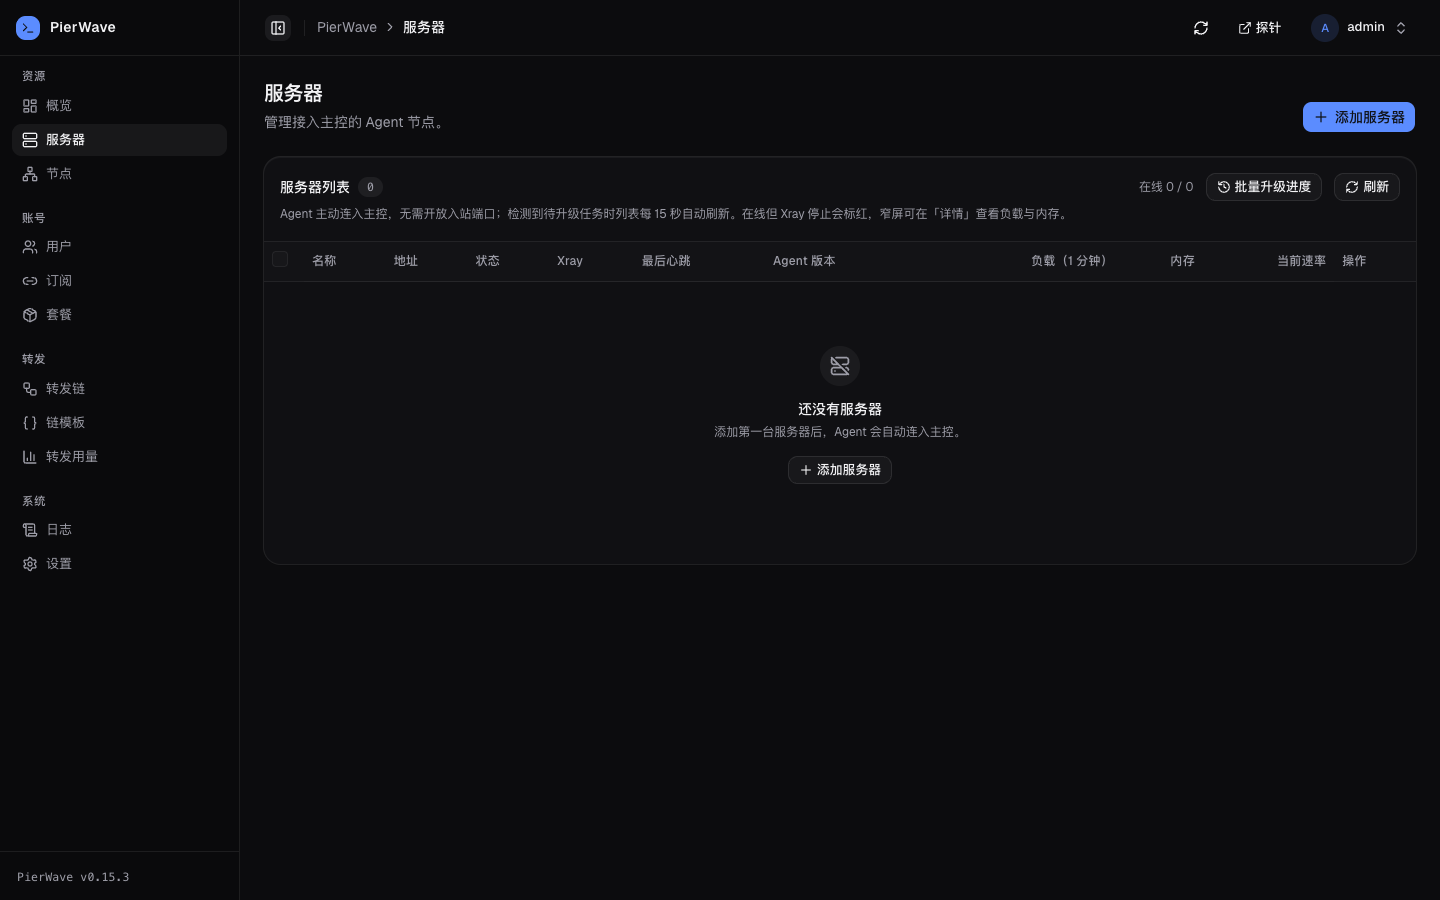 PierWave
资源
概览
服务器
节点
账号
用户
订阅
套餐
转发
转发链
链模板
转发用量
系统
日志
设置
PierWave v0.15.3
PierWave > 服务器
探针
A admin
服务器
管理接入主控的 Agent 节点。
添加服务器
服务器列表 0
在线 0 / 0 批量升级进度 刷新
Agent 主动连入主控，无需开放入站端口；检测到待升级任务时列表每 15 秒自动刷新。在线但 Xray 停止会标红，窄屏可在「详情」查看负载与内存。
名称 地址 状态 Xray 最后心跳 Agent 版本 负载（1 分钟） 内存 当前速率 操作
还没有服务器
添加第一台服务器后，Agent 会自动连入主控。
添加服务器